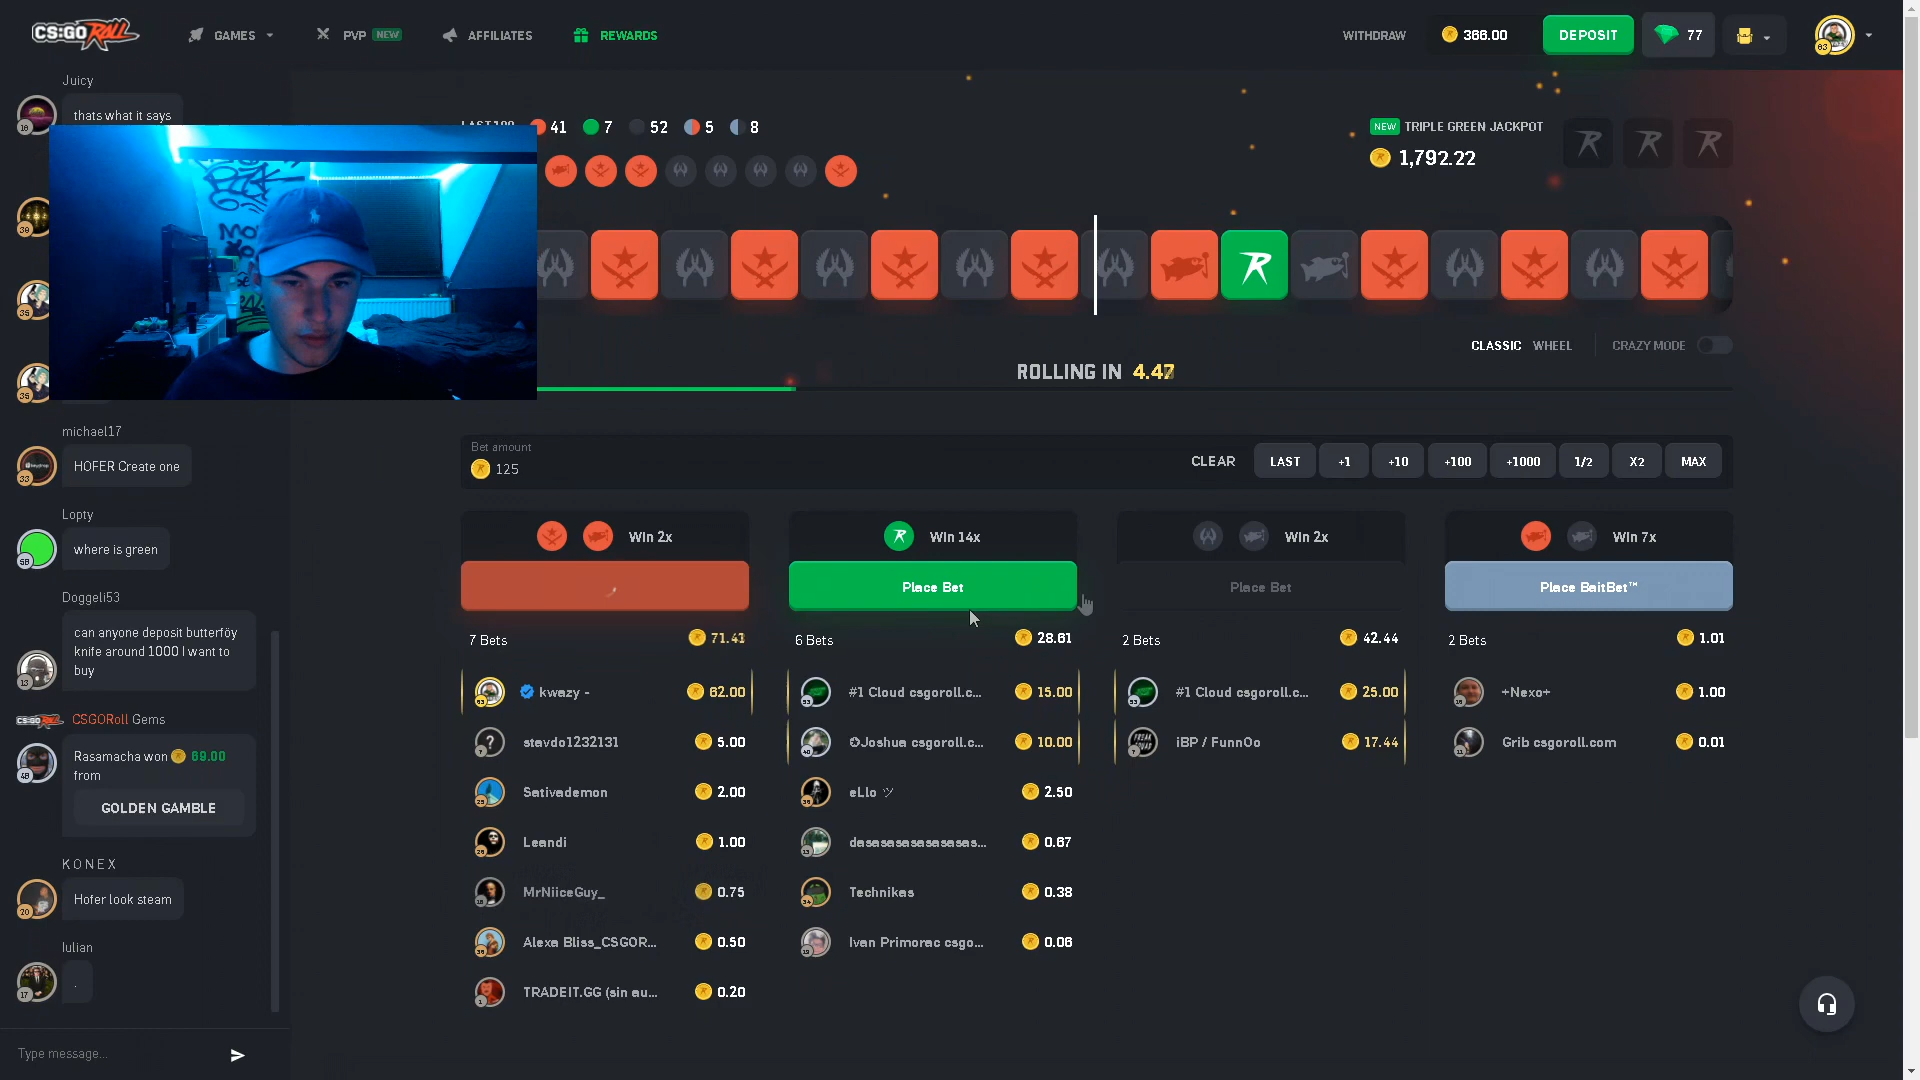 CS:GO ROLL
GAMES
PVP NEW
AFFILIATES
REWARDS
WITHDRAW
366.00
DEPOSIT
77
83
Juicy
thats what it says
41 7 52 5 8
NEW TRIPLE GREEN JACKPOT
1,792.22
CLASSIC WHEEL CRAZY MODE
ROLLING IN 4.47
michael17
HOFER Create one
Bet amount
125
CLEAR LAST +1 +10 +100 +1000 1/2 X2 MAX
Lopty
where is green
Win 2x
Win 14x
Place Bet
Win 2x
Place Bet
Win 7x
Place BaitBet™
Doggeli53
can anyone deposit butterföy
knife around 1000 I want to
buy
CSGORoll Gems
Rasamacha won 69.00
from
GOLDEN GAMBLE
KONEX
Hofer look steam
Iulian
.
Type message...
7 Bets 71.43
kwazy - 62.00
stavdo1232131 5.00
Sativademon 2.00
Leandi 1.00
MrNiiceGuy_ 0.75
Alexa Bliss_CSGOR... 0.50
TRADEIT.GG (sin au... 0.20
6 Bets 28.61
#1 Cloud csgoroll.c... 15.00
✪Joshua csgoroll.c... 10.00
eLlo ツ 2.50
dasasasasasasasas... 0.67
Technikas 0.38
Ivan Primorac csgo... 0.06
2 Bets 42.44
#1 Cloud csgoroll.c... 25.00
iBP / FunnOo 17.44
2 Bets 1.01
+Nexo+ 1.00
Grib csgoroll.com 0.01